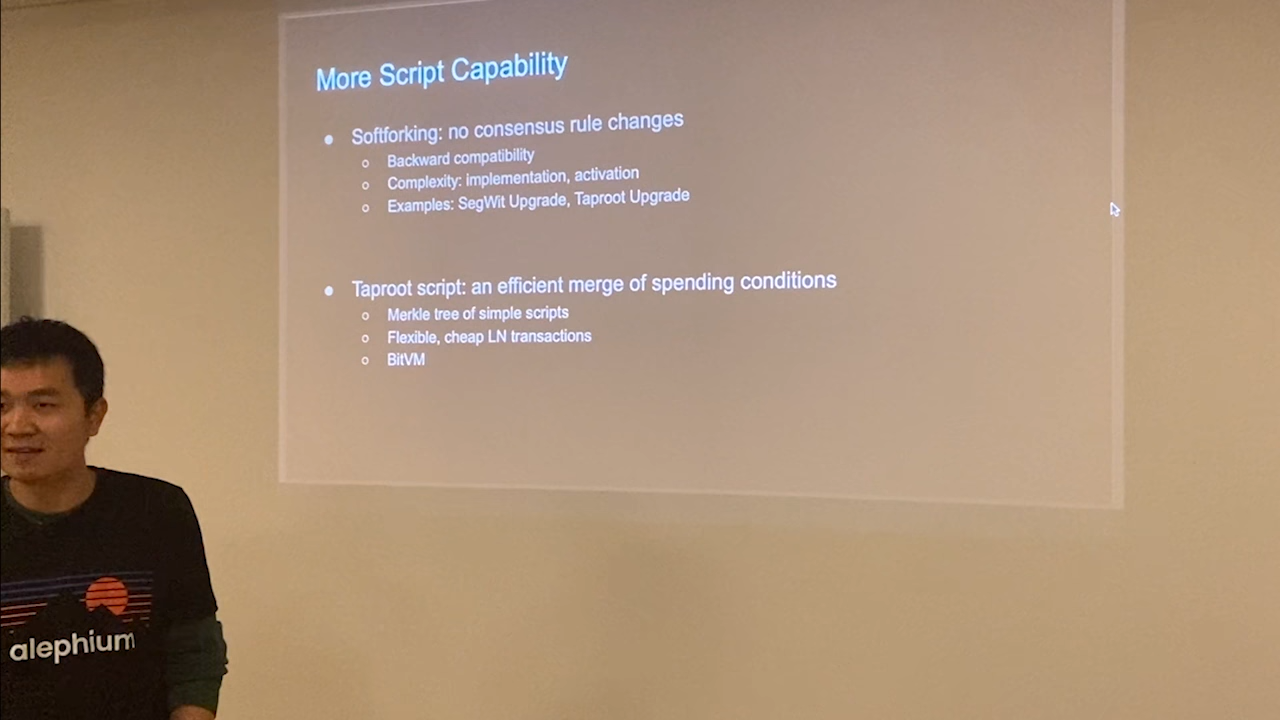 More Script Capability
● Softforking: no consensus rule changes
○ Backward compatibility
○ Complexity: implementation, activation
○ Examples: SegWit Upgrade, Taproot Upgrade
● Taproot script: an efficient merge of spending conditions
○ Merkle tree of simple scripts
○ Flexible, cheap LN transactions
○ BitVM
alephium